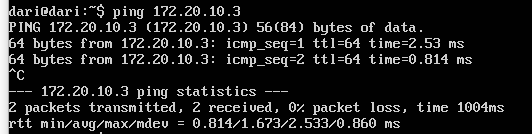 dari@dari:~$ ping 172.20.10.3
PING 172.20.10.3 (172.20.10.3) 56(84) bytes of data.
64 bytes from 172.20.10.3: icmp_seq=1 ttl=64 time=2.53 ms
64 bytes from 172.20.10.3: icmp_seq=2 ttl=64 time=0.814 ms
^C
--- 172.20.10.3 ping statistics ---
2 packets transmitted, 2 received, 0% packet loss, time 1004ms
rtt min/avg/max/mdev = 0.814/1.673/2.533/0.860 ms